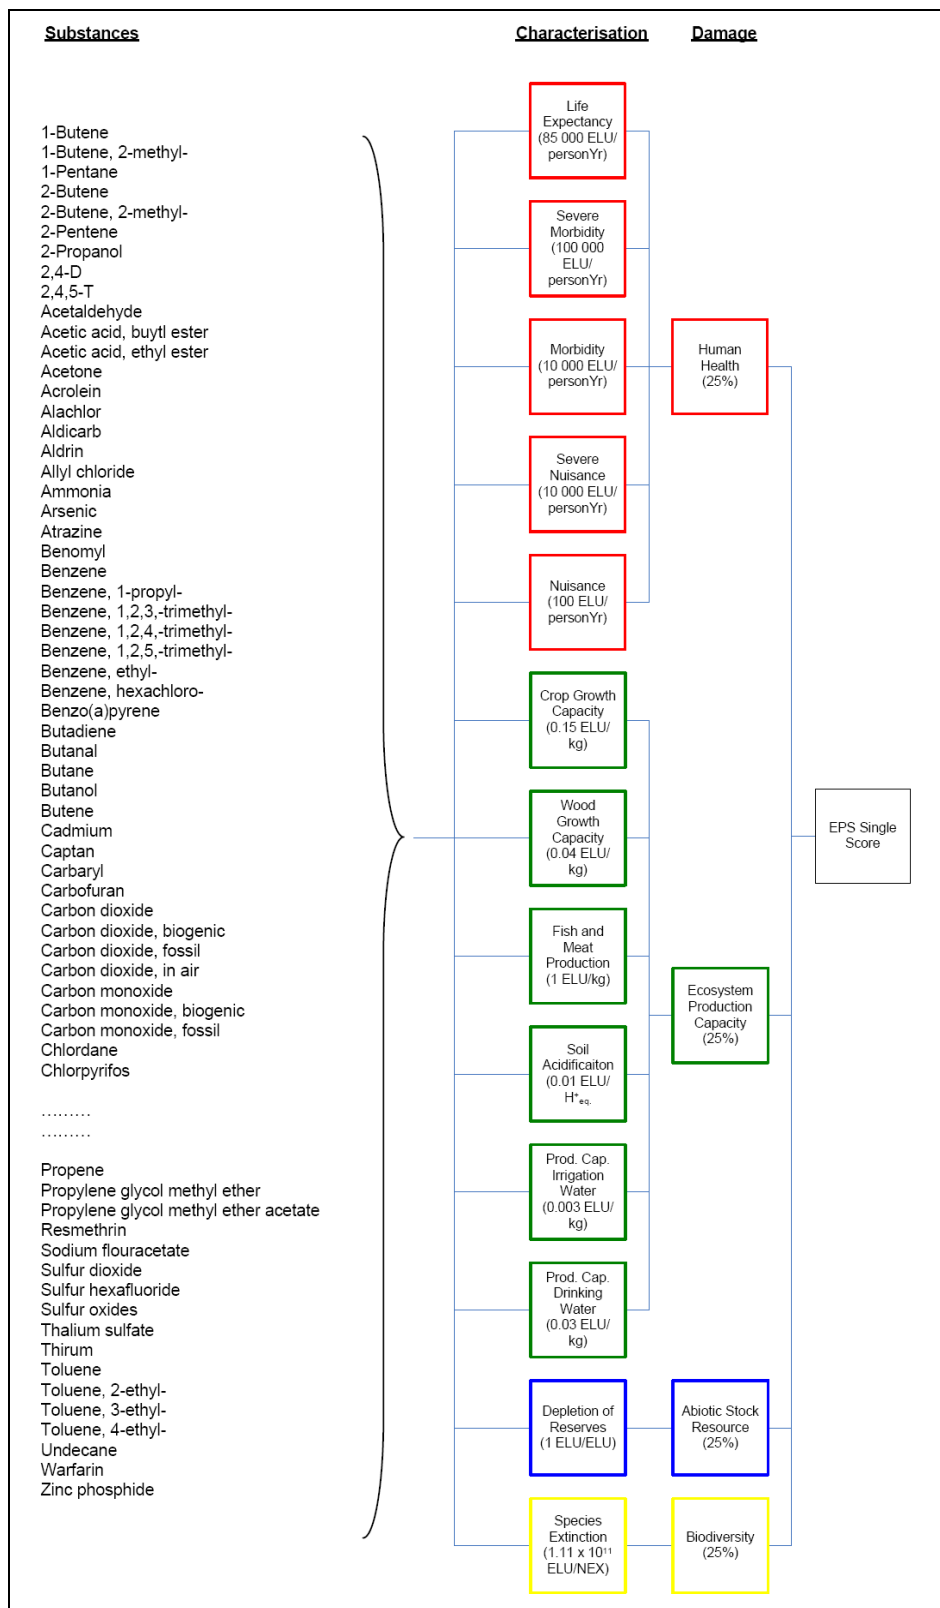 Substances
Characterisation
Damage
1-Butene
1-Butene, 2-methyl-
1-Pentane
2-Butene
2-Butene, 2-methyl-
2-Pentene
2-Propanol
2,4-D
2,4,5-T
Acetaldehyde
Acetic acid, buytl ester
Acetic acid, ethyl ester
Acetone
Acrolein
Alachlor
Aldicarb
Aldrin
Allyl chloride
Ammonia
Arsenic
Atrazine
Benomyl
Benzene
Benzene, 1-propyl-
Benzene, 1,2,3,-trimethyl-
Benzene, 1,2,4,-trimethyl-
Benzene, 1,2,5,-trimethyl-
Benzene, ethyl-
Benzene, hexachloro-
Benzo(a)pyrene
Butadiene
Butanal
Butane
Butanol
Butene
Cadmium
Captan
Carbaryl
Carbofuran
Carbon dioxide
Carbon dioxide, biogenic
Carbon dioxide, fossil
Carbon dioxide, in air
Carbon monoxide
Carbon monoxide, biogenic
Carbon monoxide, fossil
Chlordane
Chlorpyrifos
.........
.........
Propene
Propylene glycol methyl ether
Propylene glycol methyl ether acetate
Resmethrin
Sodium flouracetate
Sulfur dioxide
Sulfur hexafluoride
Sulfur oxides
Thalium sulfate
Thirum
Toluene
Toluene, 2-ethyl-
Toluene, 3-ethyl-
Toluene, 4-ethyl-
Undecane
Warfarin
Zinc phosphide
Life
Expectancy
(85 000 ELU/
personYr)
Severe
Morbidity
(100 000
ELU/
personYr)
Morbidity
(10 000 ELU/
personYr)
Severe
Nuisance
(10 000 ELU/
personYr)
Nuisance
(100 ELU/
personYr)
Crop Growth
Capacity
(0.15 ELU/
kg)
Wood
Growth
Capacity
(0.04 ELU/
kg)
Fish and
Meat
Production
(1 ELU/kg)
Soil
Acidificaiton
(0.01 ELU/
H⁺eq.
Prod. Cap.
Irrigation
Water
(0.003 ELU/
kg)
Prod. Cap.
Drinking
Water
(0.03 ELU/
kg)
Depletion of
Reserves
(1 ELU/ELU)
Species
Extinction
(1.11 x 10¹¹
ELU/NEX)
Human
Health
(25%)
Ecosystem
Production
Capacity
(25%)
Abiotic Stock
Resource
(25%)
Biodiversity
(25%)
EPS Single
Score